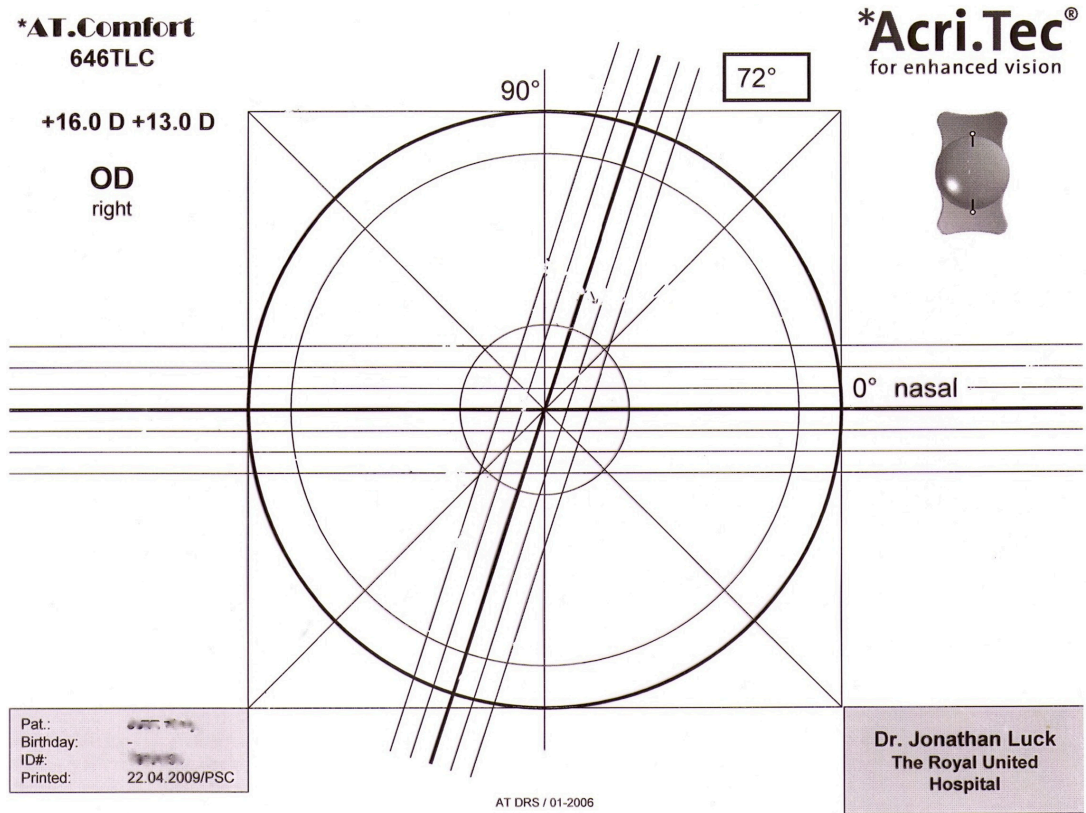 *AT.Comfort
646TLC
+16.0 D +13.0 D
OD
right
90°
72°
*Acri.Tec®
for enhanced vision
0° nasal
Pat.:
Birthday: -
ID#:
Printed: 22.04.2009/PSC
AT DRS / 01-2006
Dr. Jonathan Luck
The Royal United
Hospital